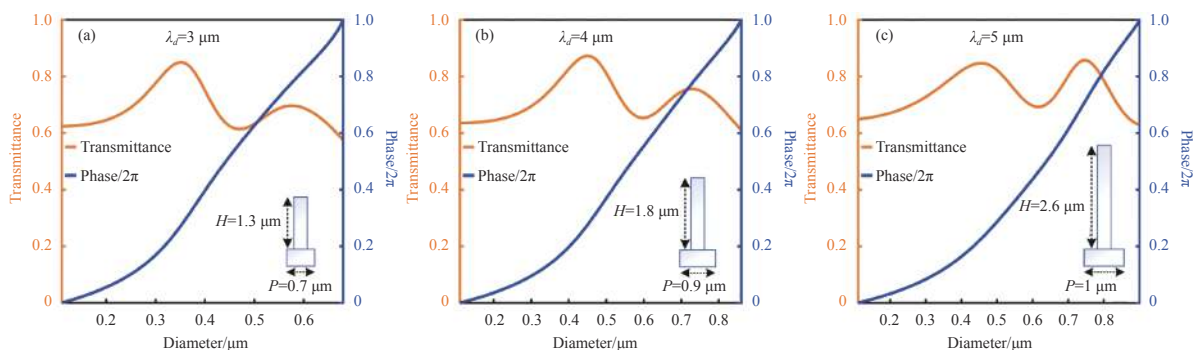 (a)
λd=3 μm
1.0
0.8
0.6
0.4
0.2
0
Transmittance
Transmittance
Phase/2π
H=1.3 μm
P=0.7 μm
0.2 0.3 0.4 0.5 0.6
Diameter/μm
1.0
0.8
0.6
0.4
0.2
0
Phase/2π
(b)
λd=4 μm
1.0
0.8
0.6
0.4
0.2
0
Transmittance
Transmittance
Phase/2π
H=1.8 μm
P=0.9 μm
0.2 0.3 0.4 0.5 0.6 0.7 0.8
Diameter/μm
1.0
0.8
0.6
0.4
0.2
0
Phase/2π
(c)
λd=5 μm
1.0
0.8
0.6
0.4
0.2
0
Transmittance
Transmittance
Phase/2π
H=2.6 μm
P=1 μm
0.2 0.3 0.4 0.5 0.6 0.7 0.8
Diameter/μm
1.0
0.8
0.6
0.4
0.2
0
Phase/2π